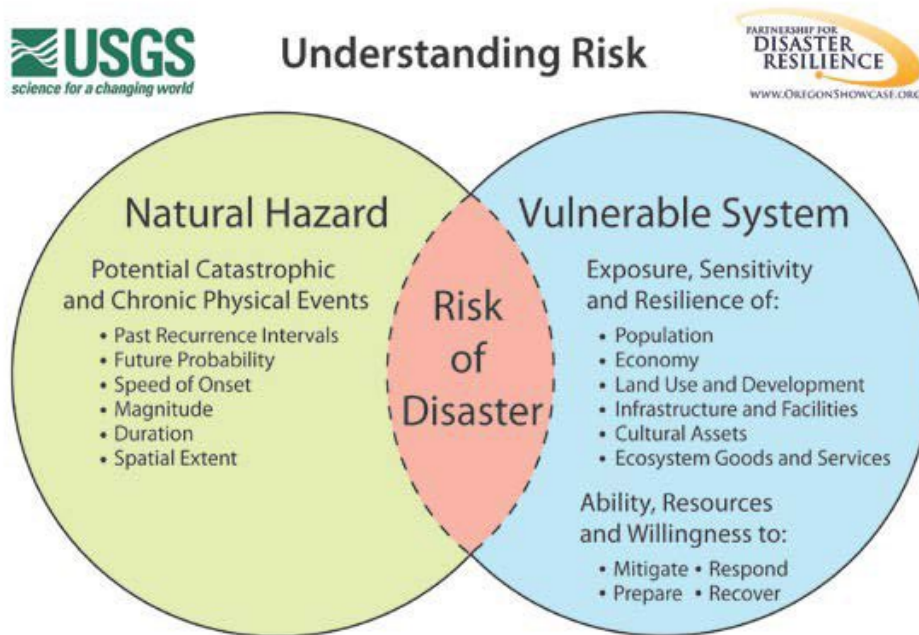 USGS
science for a changing world
Understanding Risk
PARTNERSHIP FOR
DISASTER
RESILIENCE
WWW.OREGONSHOWCASE.ORG
Natural Hazard
Potential Catastrophic
and Chronic Physical Events
• Past Recurrence Intervals
• Future Probability
• Speed of Onset
• Magnitude
• Duration
• Spatial Extent
Risk
of
Disaster
Vulnerable System
Exposure, Sensitivity
and Resilience of:
• Population
• Economy
• Land Use and Development
• Infrastructure and Facilities
• Cultural Assets
• Ecosystem Goods and Services
Ability, Resources
and Willingness to:
• Mitigate • Respond
• Prepare • Recover